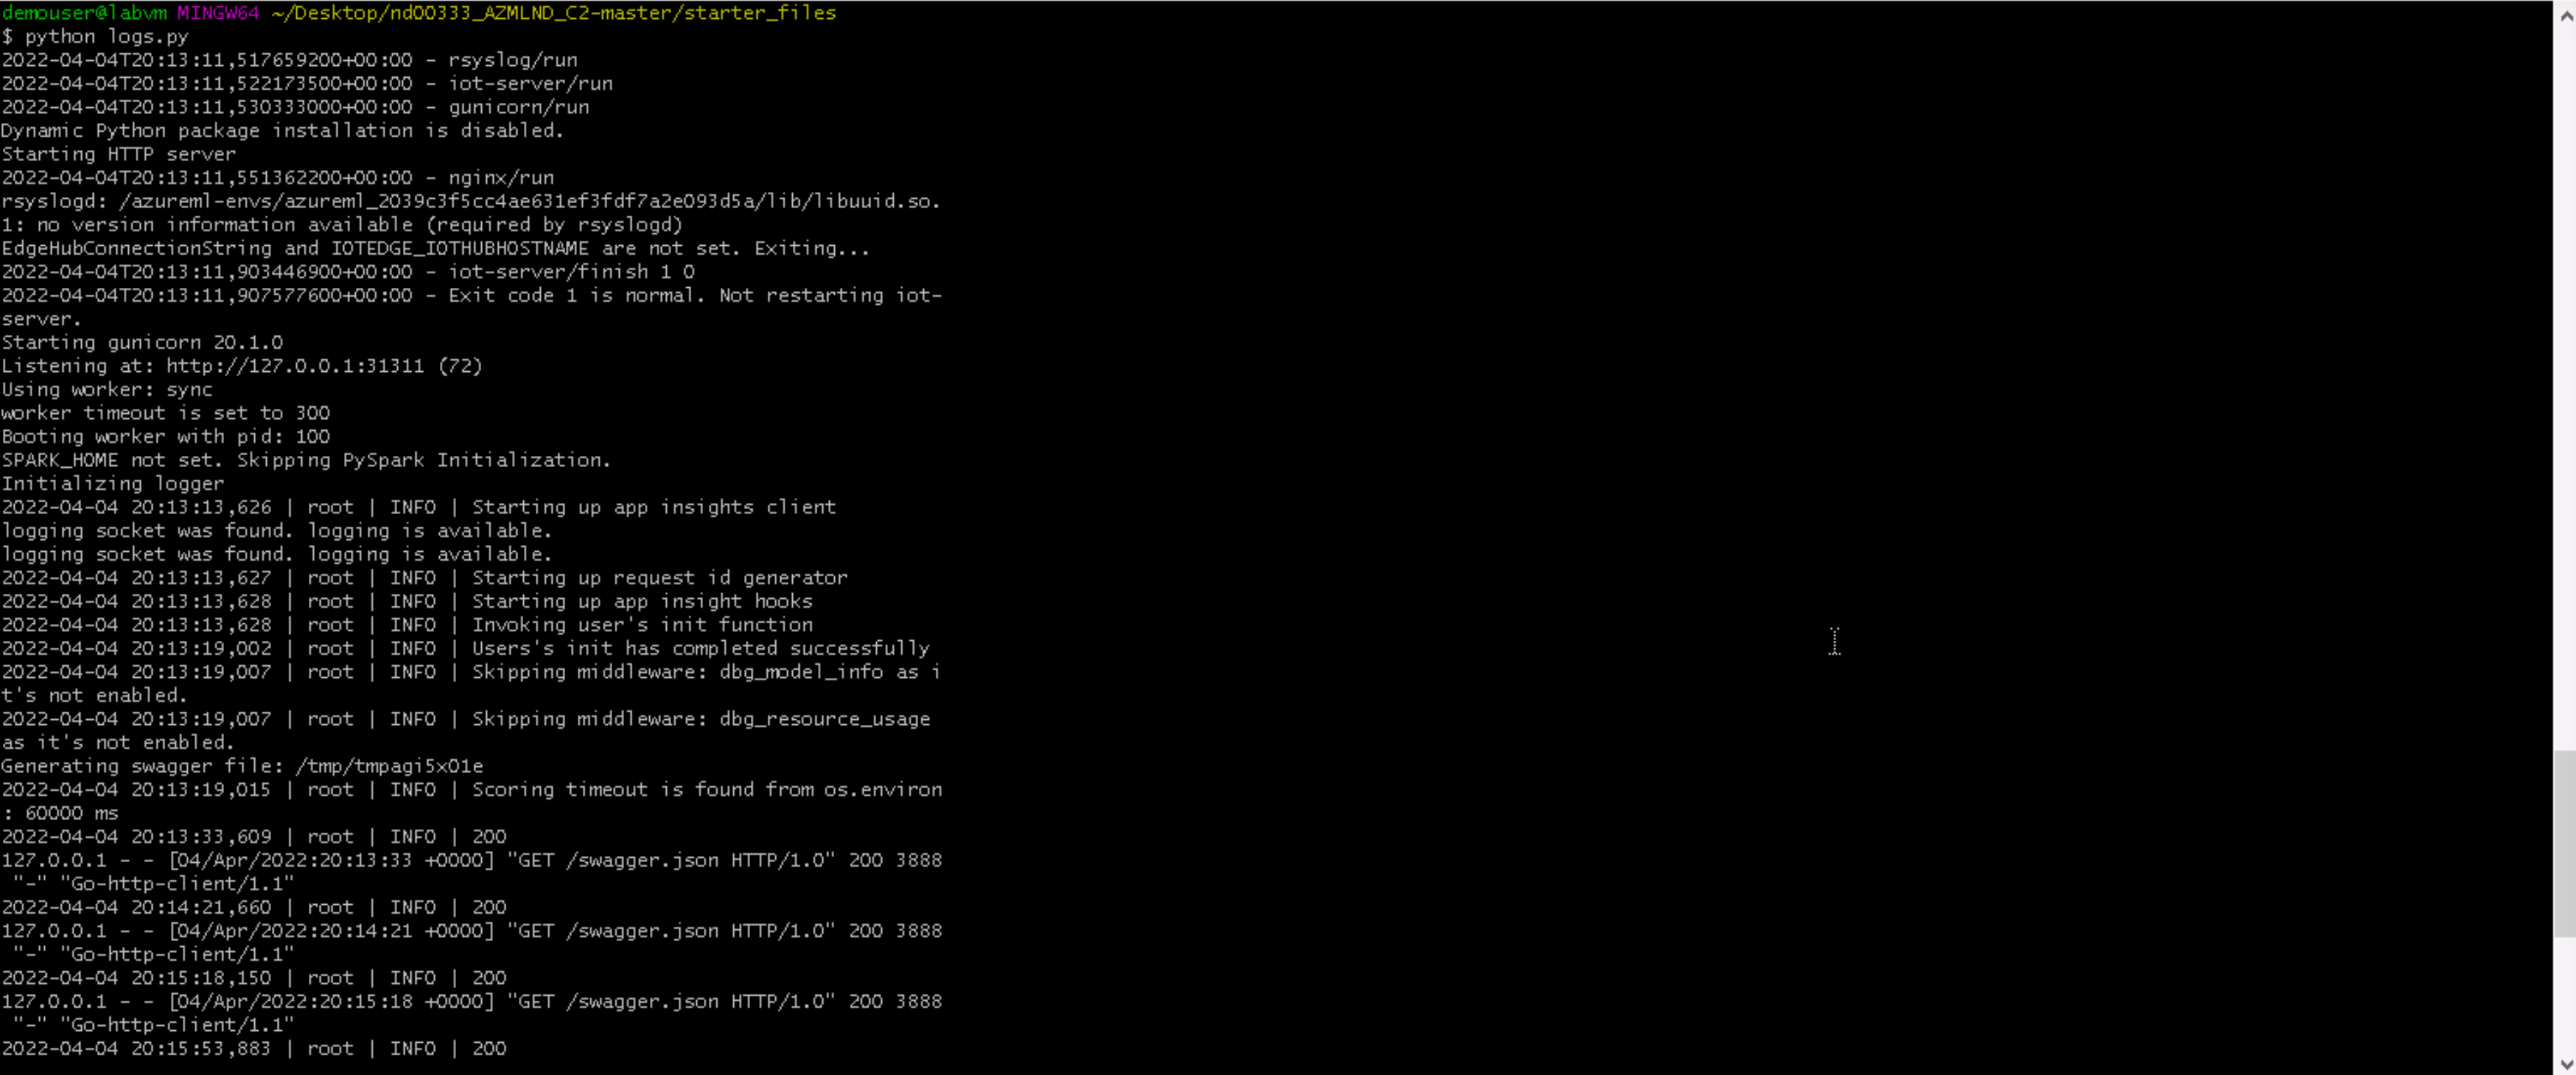 demouser@labvm MINGW64 ~/Desktop/nd00333_AZMLND_C2-master/starter_files
$ python logs.py
2022-04-04T20:13:11,517659200+00:00 - rsyslog/run
2022-04-04T20:13:11,522173500+00:00 - iot-server/run
2022-04-04T20:13:11,530333000+00:00 - gunicorn/run
Dynamic Python package installation is disabled.
Starting HTTP server
2022-04-04T20:13:11,551362200+00:00 - nginx/run
rsyslogd: /azureml-envs/azureml_2039c3f5cc4ae631ef3fdf7a2e093d5a/lib/libuuid.so.
1: no version information available (required by rsyslogd)
EdgeHubConnectionString and IOTEDGE_IOTHUBHOSTNAME are not set. Exiting...
2022-04-04T20:13:11,903446900+00:00 - iot-server/finish 1 0
2022-04-04T20:13:11,907577600+00:00 - Exit code 1 is normal. Not restarting iot-
server.
Starting gunicorn 20.1.0
Listening at: http://127.0.0.1:31311 (72)
Using worker: sync
worker timeout is set to 300
Booting worker with pid: 100
SPARK_HOME not set. Skipping PySpark Initialization.
Initializing logger
2022-04-04 20:13:13,626 | root | INFO | Starting up app insights client
logging socket was found. logging is available.
logging socket was found. logging is available.
2022-04-04 20:13:13,627 | root | INFO | Starting up request id generator
2022-04-04 20:13:13,628 | root | INFO | Starting up app insight hooks
2022-04-04 20:13:13,628 | root | INFO | Invoking user's init function
2022-04-04 20:13:19,002 | root | INFO | Users's init has completed successfully
2022-04-04 20:13:19,007 | root | INFO | Skipping middleware: dbg_model_info as i
t's not enabled.
2022-04-04 20:13:19,007 | root | INFO | Skipping middleware: dbg_resource_usage
as it's not enabled.
Generating swagger file: /tmp/tmpagi5x01e
2022-04-04 20:13:19,015 | root | INFO | Scoring timeout is found from os.environ
: 60000 ms
2022-04-04 20:13:33,609 | root | INFO | 200
127.0.0.1 - - [04/Apr/2022:20:13:33 +0000] "GET /swagger.json HTTP/1.0" 200 3888
 "-" "Go-http-client/1.1"
2022-04-04 20:14:21,660 | root | INFO | 200
127.0.0.1 - - [04/Apr/2022:20:14:21 +0000] "GET /swagger.json HTTP/1.0" 200 3888
 "-" "Go-http-client/1.1"
2022-04-04 20:15:18,150 | root | INFO | 200
127.0.0.1 - - [04/Apr/2022:20:15:18 +0000] "GET /swagger.json HTTP/1.0" 200 3888
 "-" "Go-http-client/1.1"
2022-04-04 20:15:53,883 | root | INFO | 200